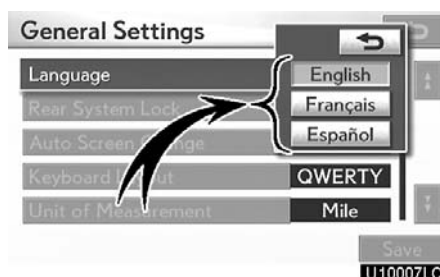 General Settings
Language
English
Rear System Lock
Français
Auto Screen Change
Español
Keyboard Layout
QWERTY
Unit of Measurement
Mile
Save